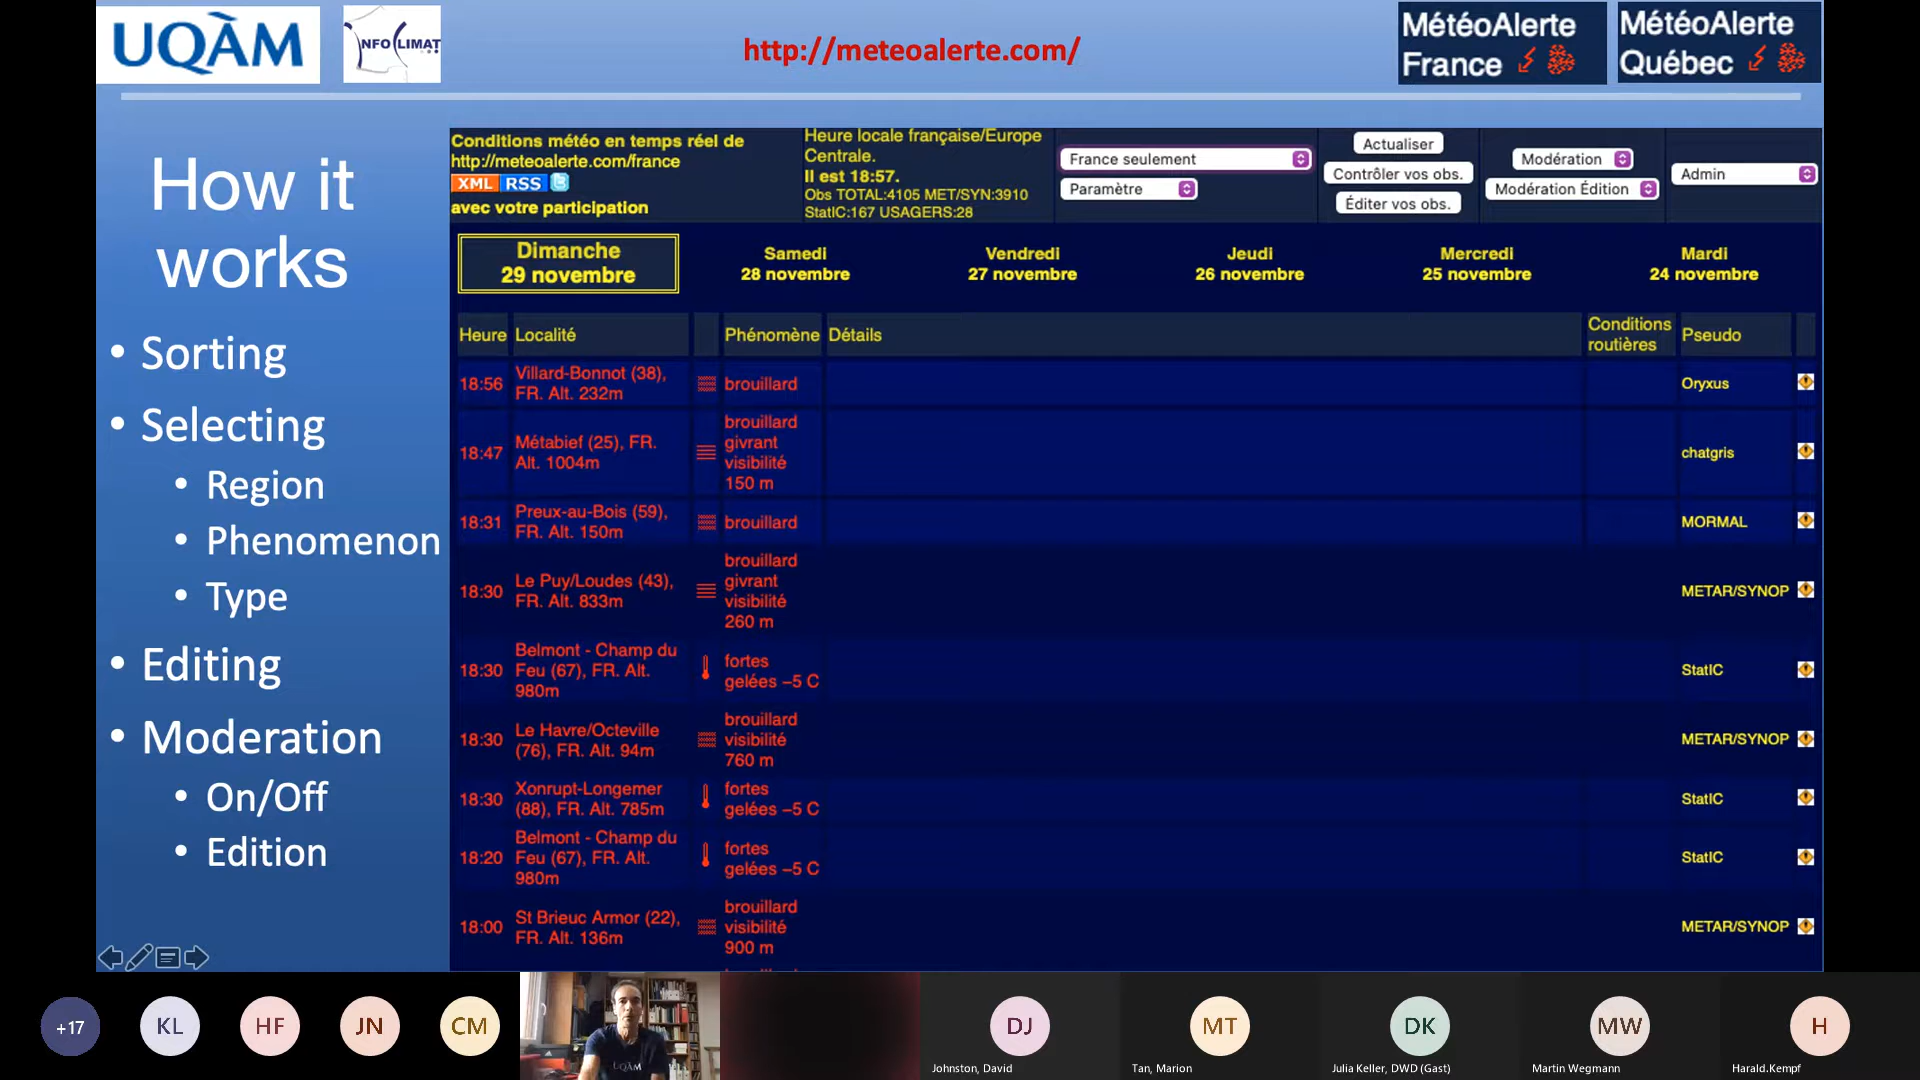 UQÀM
NFOCLIMAT
http://meteoalerte.com/
MétéoAlerte
France
MétéoAlerte
Québec
How it
works
• Sorting
• Selecting
• Region
• Phenomenon
• Type
• Editing
• Moderation
• On/Off
• Edition
Conditions météo en temps réel de
http://meteoalerte.com/france
XML RSS
avec votre participation
Heure locale française/Europe
Centrale.
Il est 18:57.
Obs TOTAL:4105 MET/SYN:3910
StatIC:167 USAGERS:28
France seulement
Paramètre
Actualiser
Contrôler vos obs.
Éditer vos obs.
Modération
Modération Édition
Admin
Dimanche
29 novembre
Samedi
28 novembre
Vendredi
27 novembre
Jeudi
26 novembre
Mercredi
25 novembre
Mardi
24 novembre
Heure Localité Phénomène Détails Conditions routières Pseudo
18:56 Villard-Bonnot (38), brouillard Oryxus
FR. Alt. 232m
18:47 Métabief (25), FR. brouillard chatgris
Alt. 1004m givrant
visibilité
150 m
18:31 Preux-au-Bois (59), brouillard MORMAL
FR. Alt. 150m
18:30 Le Puy/Loudes (43), brouillard METAR/SYNOP
FR. Alt. 833m givrant
visibilité
260 m
18:30 Belmont - Champ du fortes StatIC
Feu (67), FR. Alt. gelées −5 C
980m
18:30 Le Havre/Octeville brouillard METAR/SYNOP
(76), FR. Alt. 94m visibilité
760 m
18:30 Xonrupt-Longemer fortes StatIC
(88), FR. Alt. 785m gelées −5 C
18:20 Belmont - Champ du fortes StatIC
Feu (67), FR. Alt. gelées −5 C
980m
18:00 St Brieuc Armor (22), brouillard METAR/SYNOP
FR. Alt. 136m visibilité
900 m
+17
KL
HF
JN
CM
UQAM
DJ
Johnston, David
MT
Tan, Marion
DK
Julia Keller, DWD (Gast)
MW
Martin Wegmann
H
Harald.Kempf